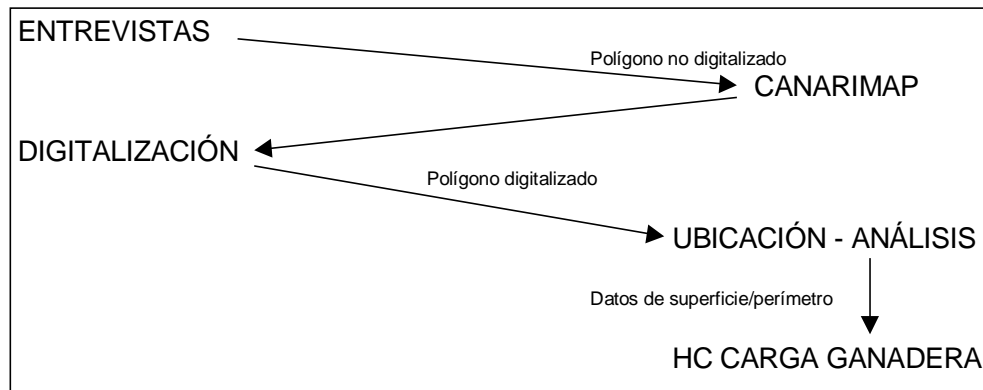 ENTREVISTAS
Polígono no digitalizado
CANARIMAP
DIGITALIZACIÓN
Polígono digitalizado
UBICACIÓN - ANÁLISIS
Datos de superficie/perímetro
HC CARGA GANADERA